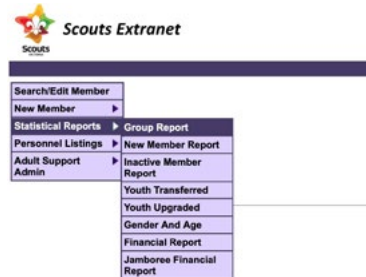 Scouts Extranet
Scouts
Search/Edit Member
New Member
Statistical Reports
Personnel Listings
Adult Support
Admin
Group Report
New Member Report
Inactive Member
Report
Youth Transferred
Youth Upgraded
Gender And Age
Financial Report
Jamboree Financial
Report